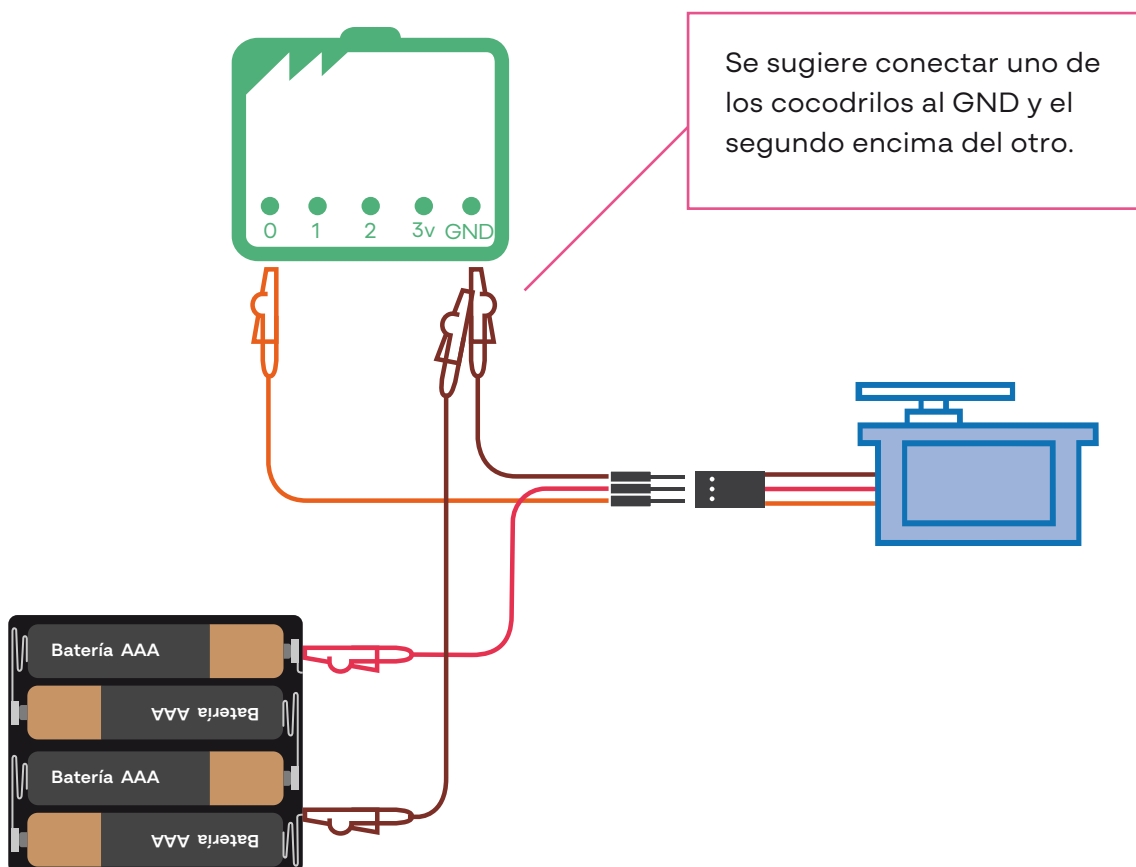 Se sugiere conectar uno de
los cocodrilos al GND y el
segundo encima del otro.
0 1 2 3v GND
Batería AAA
Batería AAA
Batería AAA
Batería AAA